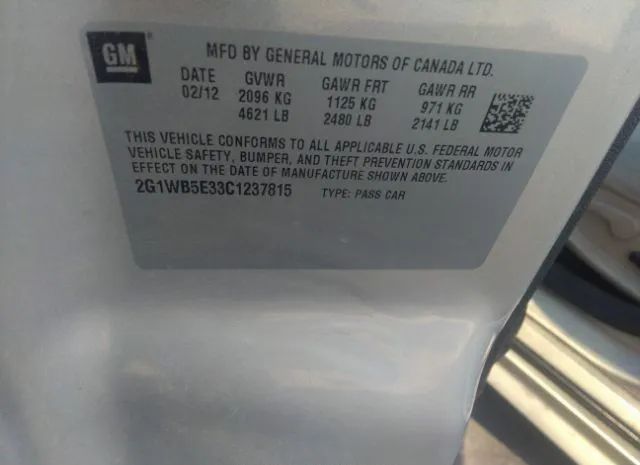 GM
MFD BY GENERAL MOTORS OF CANADA LTD.
DATE GVWR GAWR FRT GAWR RR
02/12 2096 KG 1125 KG 971 KG
4621 LB 2480 LB 2141 LB
THIS VEHICLE CONFORMS TO ALL APPLICABLE U.S. FEDERAL MOTOR
VEHICLE SAFETY, BUMPER, AND THEFT PREVENTION STANDARDS IN
EFFECT ON THE DATE OF MANUFACTURE SHOWN ABOVE.
2G1WB5E33C1237815 TYPE: PASS CAR